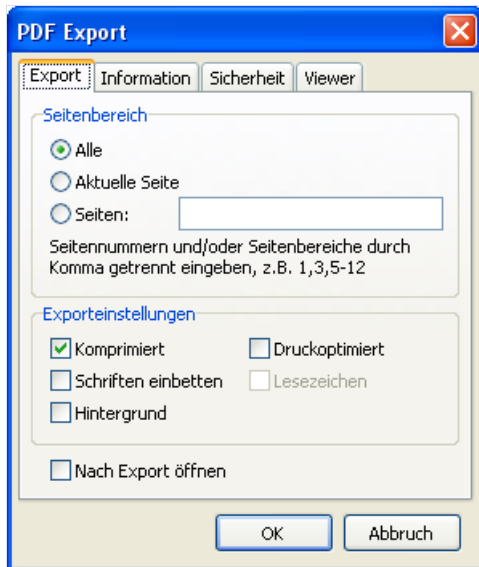 PDF Export
Export Information Sicherheit Viewer
Seitenbereich
Alle
Aktuelle Seite
Seiten:
Seitennummern und/oder Seitenbereiche durch
Komma getrennt eingeben, z.B. 1,3,5-12
Exporteinstellungen
Komprimiert Druckoptimiert
Schriften einbetten Lesezeichen
Hintergrund
Nach Export öffnen
OK Abbruch